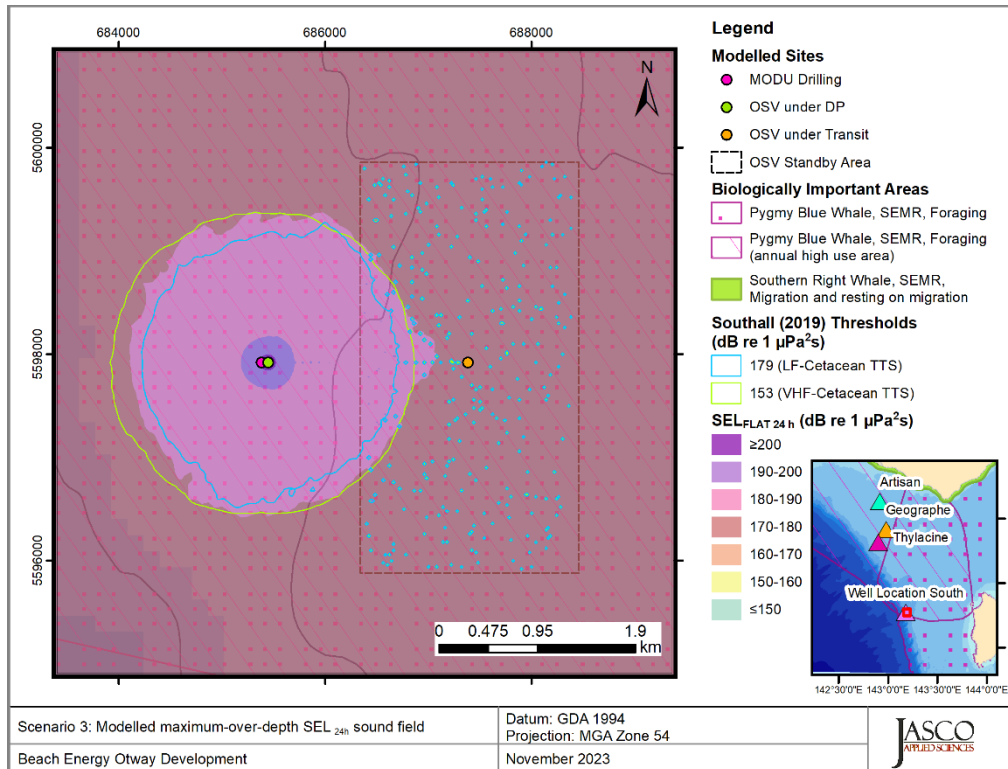 684000 686000 688000
5600000
5598000
5596000
N
0 0.475 0.95 1.9
km
Legend
Modelled Sites
MODU Drilling
OSV under DP
OSV under Transit
OSV Standby Area
Biologically Important Areas
Pygmy Blue Whale, SEMR, Foraging
Pygmy Blue Whale, SEMR, Foraging
(annual high use area)
Southern Right Whale, SEMR,
Migration and resting on migration
Southall (2019) Thresholds
(dB re 1 µPa²s)
179 (LF-Cetacean TTS)
153 (VHF-Cetacean TTS)
SEL FLAT 24 h (dB re 1 µPa²s)
≥200
190-200
180-190
170-180
160-170
150-160
≤150
Artisan
Geographe
Thylacine
Well Location South
142°30'0"E 143°0'0"E 143°30'0"E 144°0'0"E
Scenario 3: Modelled maximum-over-depth SEL 24h sound field
Datum: GDA 1994
Projection: MGA Zone 54
Beach Energy Otway Development
November 2023
JASCO
APPLIED SCIENCES